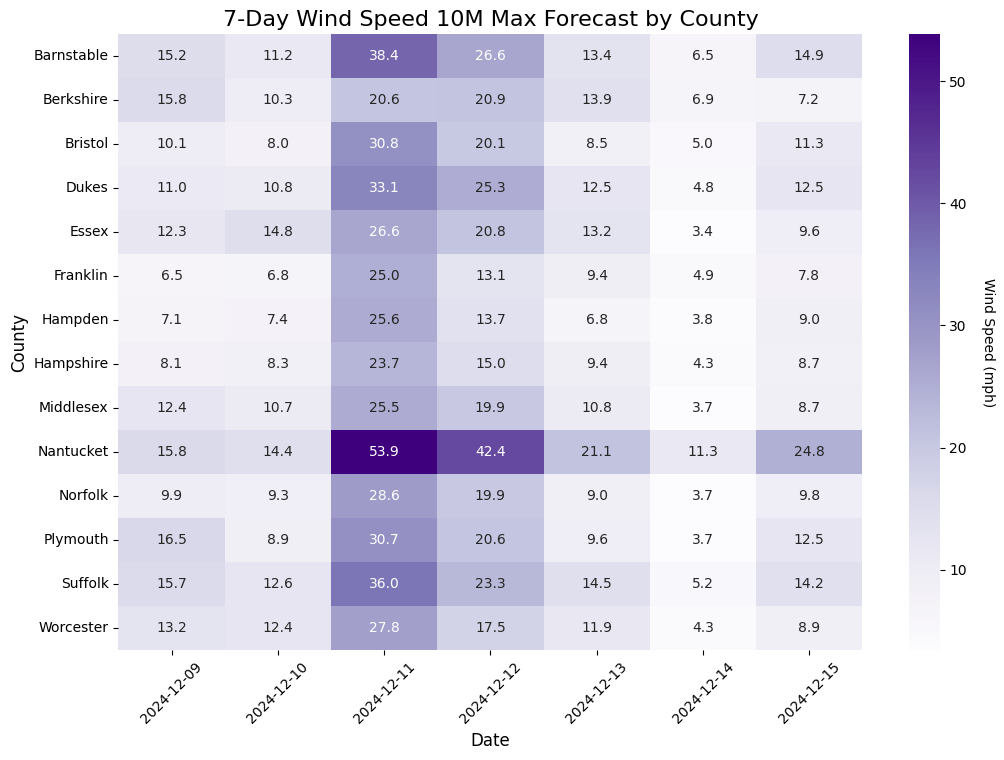 7-Day Wind Speed 10M Max Forecast by County
County
Barnstable 15.2 11.2 38.4 26.6 13.4 6.5 14.9
Berkshire 15.8 10.3 20.6 20.9 13.9 6.9 7.2
Bristol 10.1 8.0 30.8 20.1 8.5 5.0 11.3
Dukes 11.0 10.8 33.1 25.3 12.5 4.8 12.5
Essex 12.3 14.8 26.6 20.8 13.2 3.4 9.6
Franklin 6.5 6.8 25.0 13.1 9.4 4.9 7.8
Hampden 7.1 7.4 25.6 13.7 6.8 3.8 9.0
Hampshire 8.1 8.3 23.7 15.0 9.4 4.3 8.7
Middlesex 12.4 10.7 25.5 19.9 10.8 3.7 8.7
Nantucket 15.8 14.4 53.9 42.4 21.1 11.3 24.8
Norfolk 9.9 9.3 28.6 19.9 9.0 3.7 9.8
Plymouth 16.5 8.9 30.7 20.6 9.6 3.7 12.5
Suffolk 15.7 12.6 36.0 23.3 14.5 5.2 14.2
Worcester 13.2 12.4 27.8 17.5 11.9 4.3 8.9
2024-12-09 2024-12-10 2024-12-11 2024-12-12 2024-12-13 2024-12-14 2024-12-15
Date
50
40
30
20
10
Wind Speed (mph)